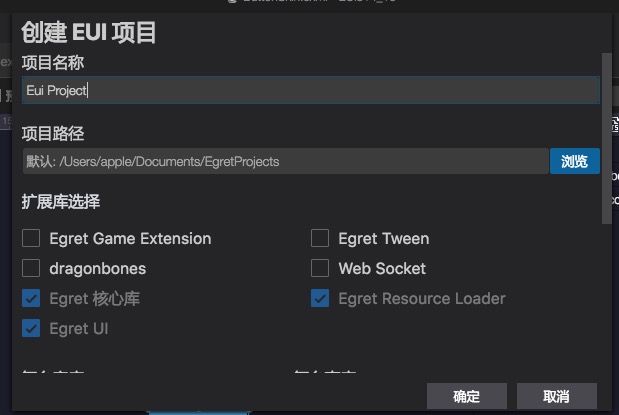 创建 EUI 项目
项目名称
Eui Project
项目路径
默认: /Users/apple/Documents/EgretProjects
浏览
扩展库选择
Egret Game Extension
Egret Tween
dragonbones
Web Socket
Egret 核心库
Egret Resource Loader
Egret UI
确定
取消